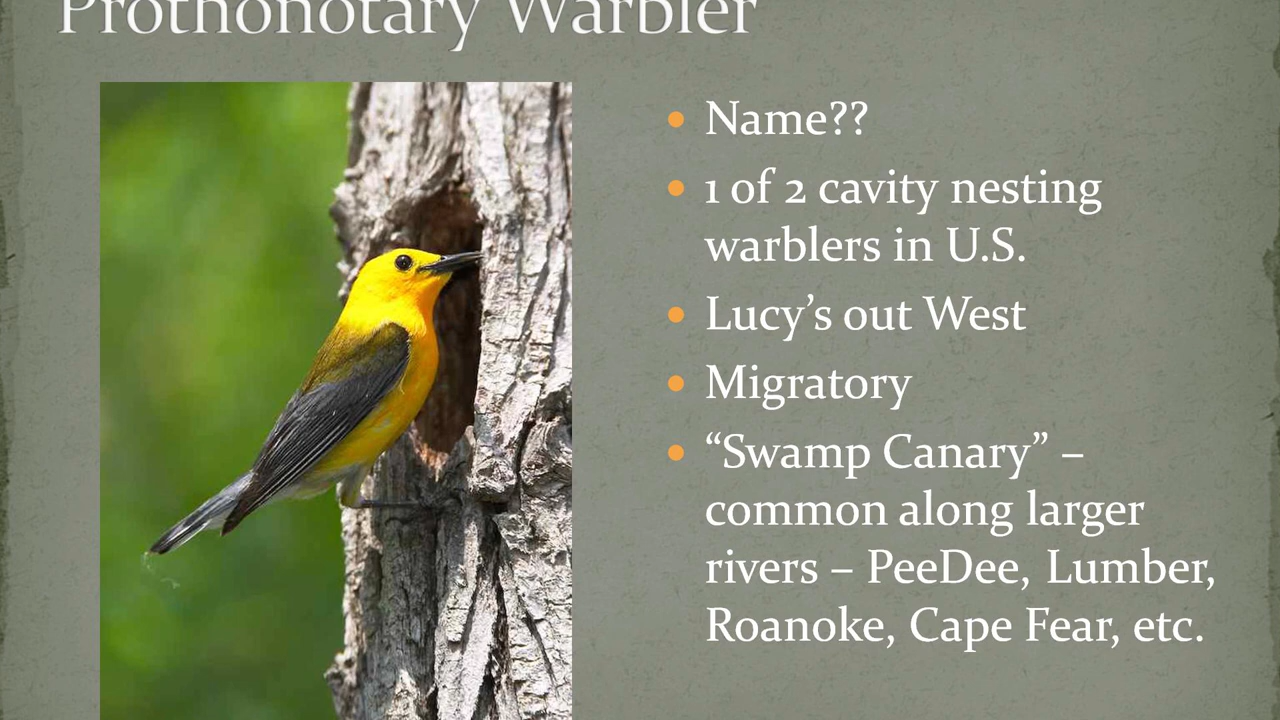 Prothonotary Warbler
Name??
1 of 2 cavity nesting
warblers in U.S.
Lucy’s out West
Migratory
“Swamp Canary” –
common along larger
rivers – PeeDee, Lumber,
Roanoke, Cape Fear, etc.